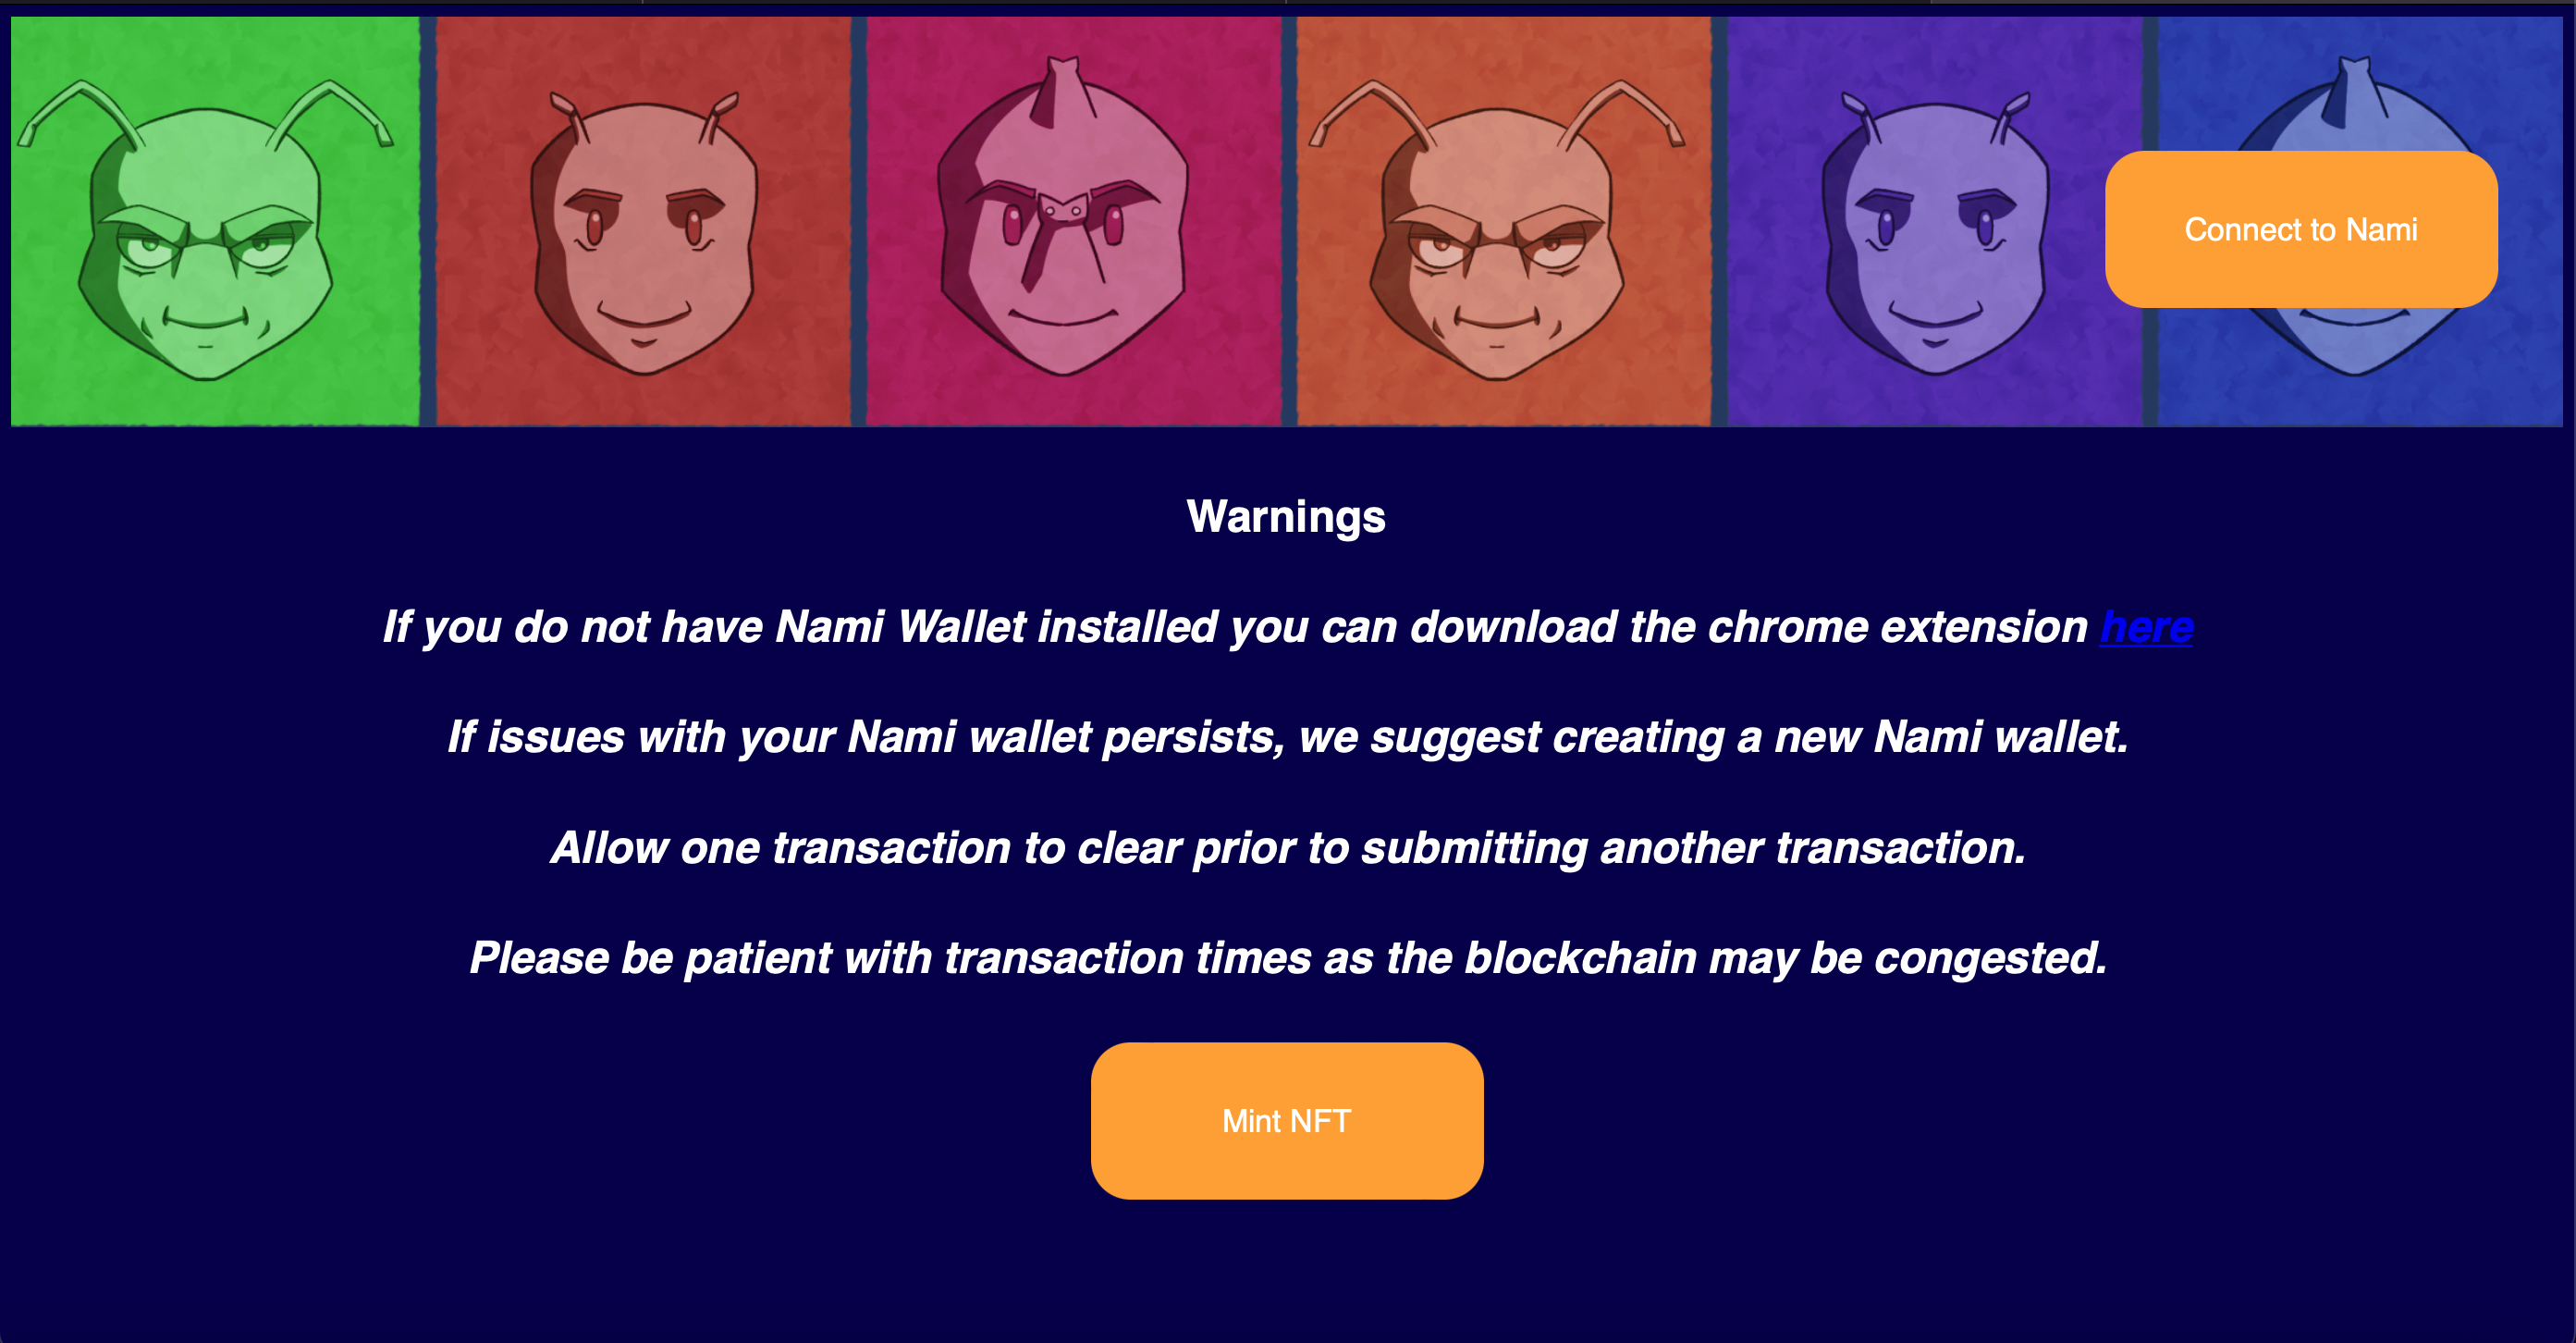 Connect to Nami
Warnings
If you do not have Nami Wallet installed you can download the chrome extension here
If issues with your Nami wallet persists, we suggest creating a new Nami wallet.
Allow one transaction to clear prior to submitting another transaction.
Please be patient with transaction times as the blockchain may be congested.
Mint NFT